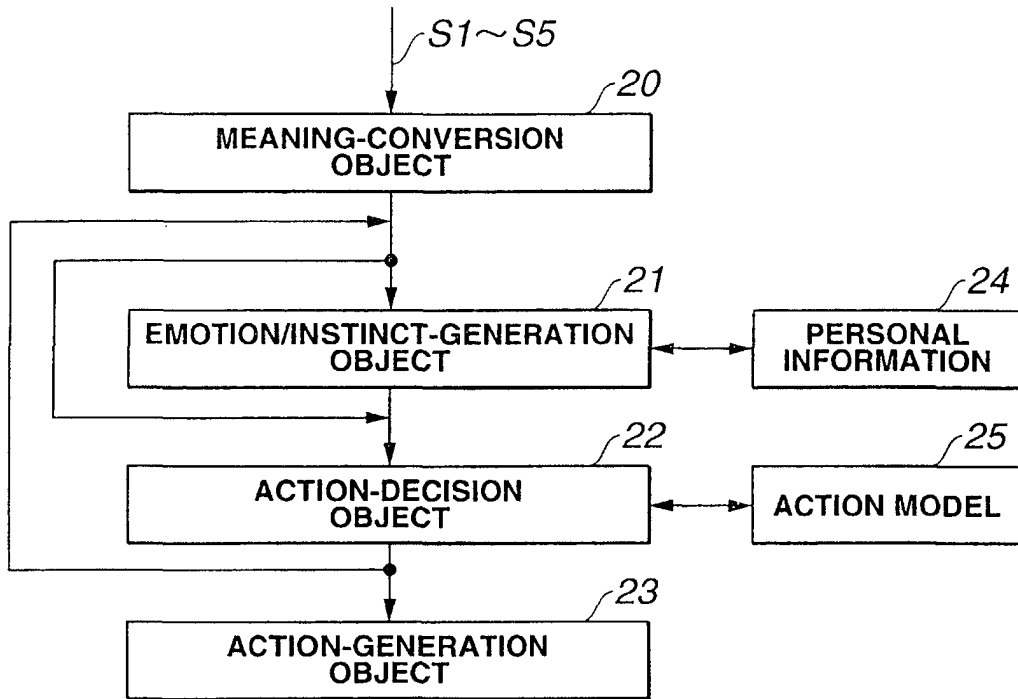 S1~S5
20
MEANING-CONVERSION
OBJECT
21
EMOTION/INSTINCT-GENERATION
OBJECT
24
PERSONAL
INFORMATION
22
ACTION-DECISION
OBJECT
25
ACTION MODEL
23
ACTION-GENERATION
OBJECT